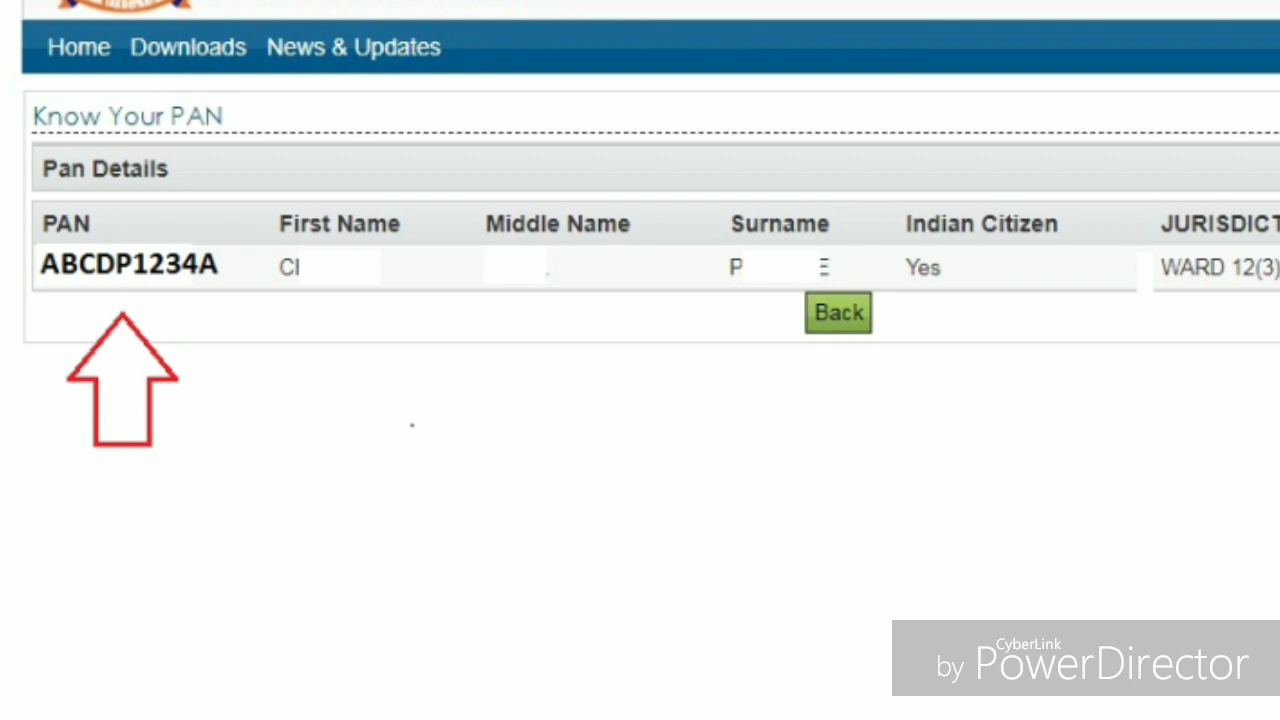 Home Downloads News & Updates
Know Your PAN
Pan Details
PAN First Name Middle Name Surname Indian Citizen JURISDICT
ABCDP1234A Yes WARD 12(3)
Back
CyberLink
by PowerDirector